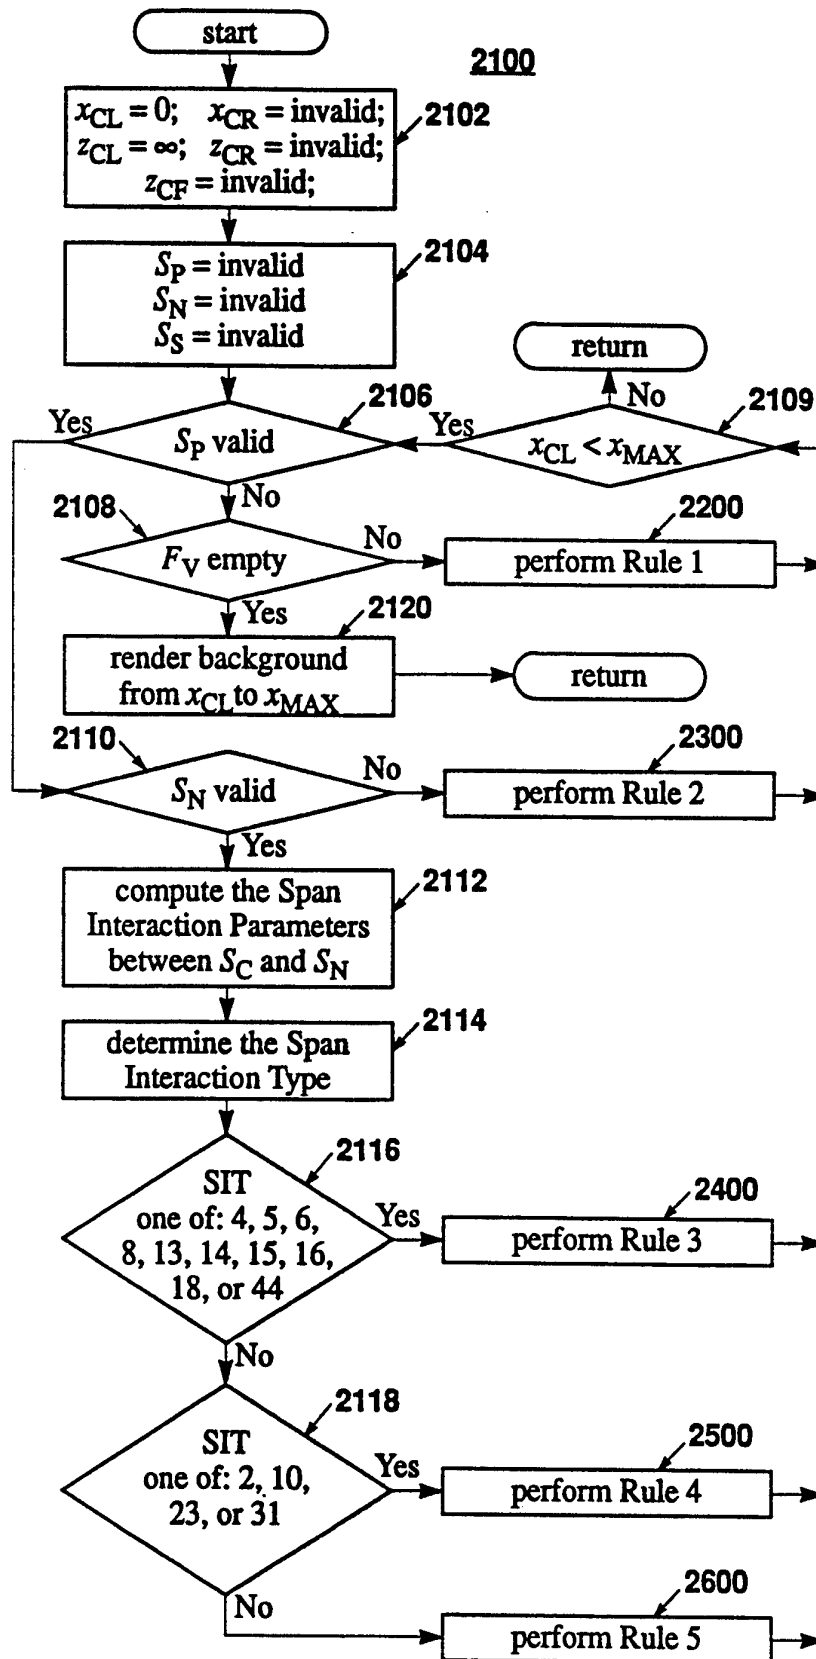 start
2100
x_CL = 0; x_CR = invalid;
z_CL = ∞; z_CR = invalid;
z_CF = invalid;
2102
S_P = invalid
S_N = invalid
S_S = invalid
2104
return
No
2109
x_CL < x_MAX
Yes
2106
Yes
S_P valid
No
2108
F_V empty
No
2200
perform Rule 1
Yes
2120
render background
from x_CL to x_MAX
return
2110
S_N valid
No
2300
perform Rule 2
Yes
compute the Span
Interaction Parameters
between S_C and S_N
2112
determine the Span
Interaction Type
2114
2116
SIT
one of: 4, 5, 6,
8, 13, 14, 15, 16,
18, or 44
Yes
2400
perform Rule 3
No
2118
SIT
one of: 2, 10,
23, or 31
Yes
2500
perform Rule 4
No
2600
perform Rule 5